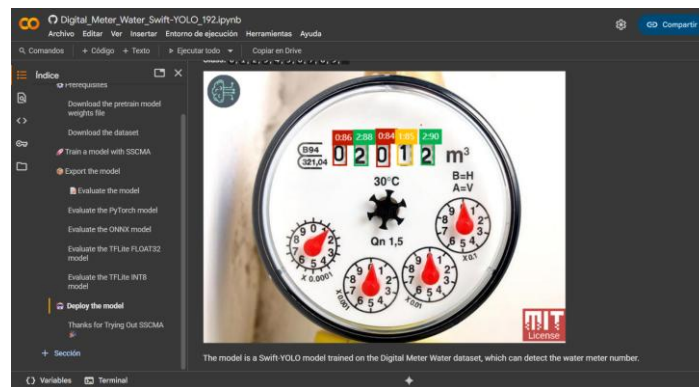 Digital_Meter_Water_Swift-YOLO_192.ipynb
Archivo Editar Ver Insertar Entorno de ejecución Herramientas Ayuda
Compartir
Comandos + Código + Texto Ejecutar todo Copiar en Drive
Índice
Prerequisites
Download the pretrain model weights file
Download the dataset
Train a model with SSCMA
Export the model
Evaluate the model
Evaluate the PyTorch model
Evaluate the ONNX model
Evaluate the TFLite FLOAT32 model
Evaluate the TFLite INT8 model
Deploy the model
Thanks for Trying Out SSCMA
+ Sección
0:86 2:88 0:84 1:85 2:90
B94
321,04
0 2 0 1 2 m³
30°C
B=H
A=V
Qn 1,5
X 0.0001
X 0.001
X 0.01
X 0.1
MIT
License
The model is a Swift-YOLO model trained on the Digital Meter Water dataset, which can detect the water meter number.
Variables Terminal